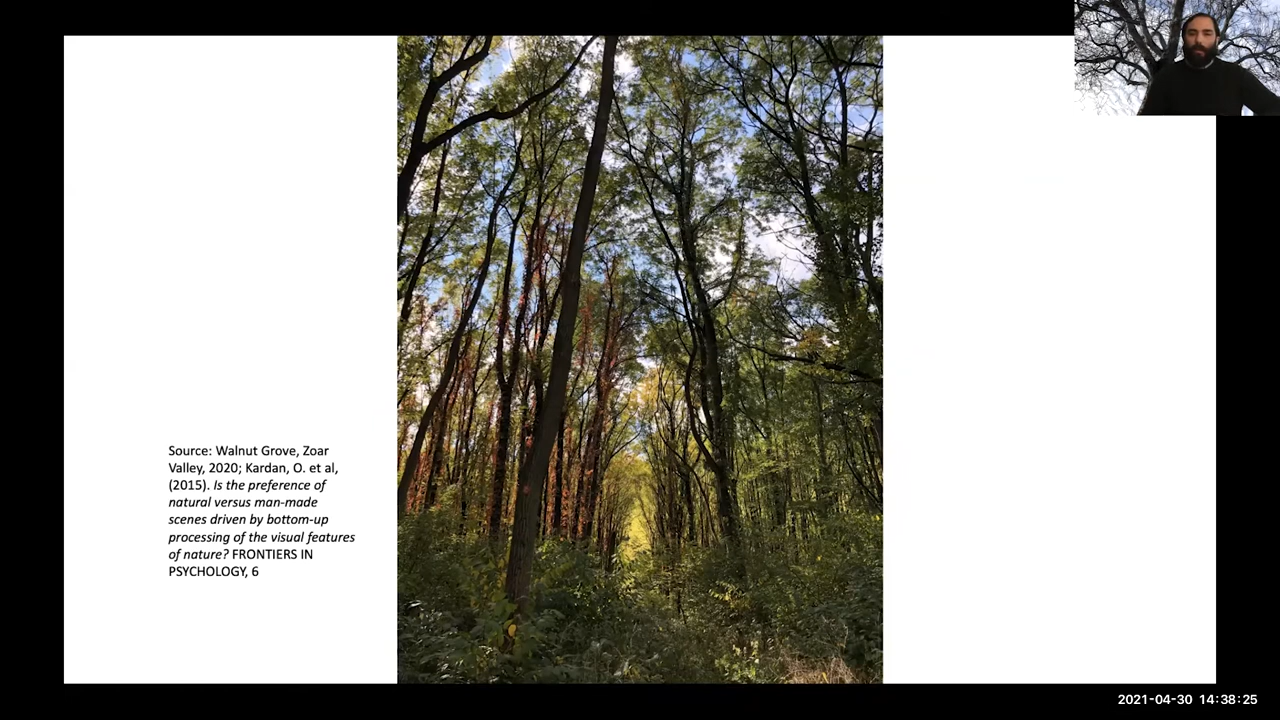 Source: Walnut Grove, Zoar
Valley, 2020; Kardan, O. et al,
(2015). Is the preference of
natural versus man-made
scenes driven by bottom-up
processing of the visual features
of nature? FRONTIERS IN
PSYCHOLOGY, 6
2021-04-30 14:38:25